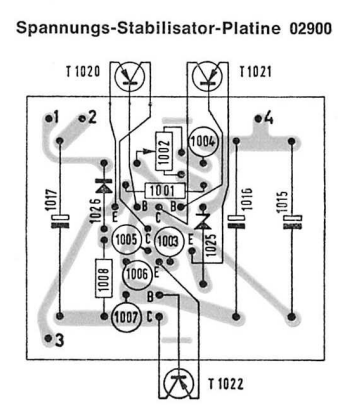 Spannungs-Stabilisator-Platine 02900
T 1020
T 1021
1
2
4
1002
1004
1017
1026
1001
1016
1015
E
B
C
B
1005
C
1003
E
1025
1008
1006
E
B
1007
C
3
T 1022